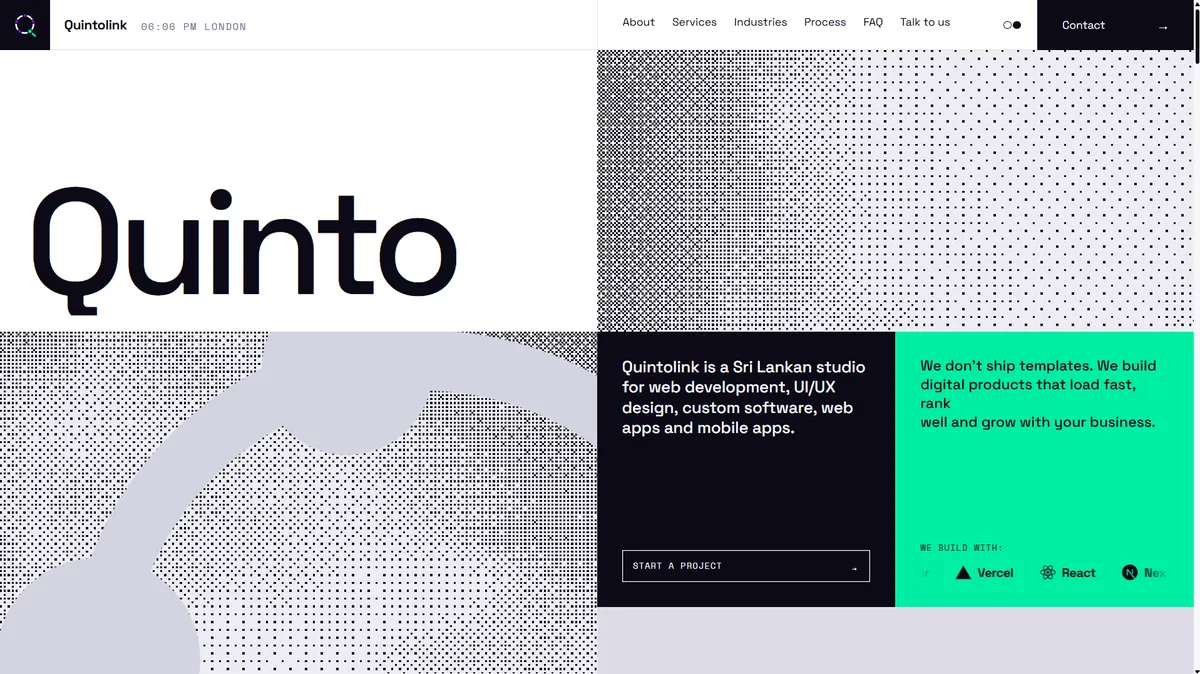 Quintolink 06:06 PM LONDON
About Services Industries Process FAQ Talk to us
Contact →
Quinto
Quintolink is a Sri Lankan studio
for web development, UI/UX
design, custom software, web
apps and mobile apps.
START A PROJECT →
We don't ship templates. We build
digital products that load fast,
rank
well and grow with your business.
WE BUILD WITH:
Vercel React Nex